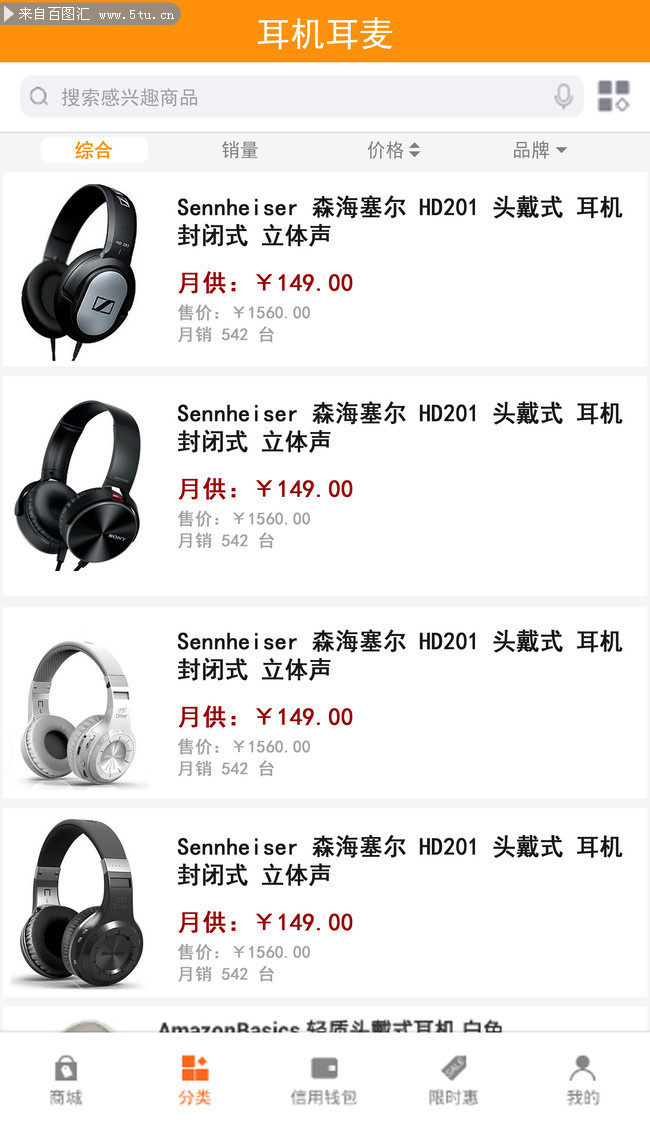 来自百图汇 www.5tu.cn
耳机耳麦
搜索感兴趣商品
综合 销量 价格 品牌
Sennheiser 森海塞尔 HD201 头戴式 耳机
封闭式 立体声
月供：￥149.00
售价：￥1560.00
月销 542 台
SONY
Sennheiser 森海塞尔 HD201 头戴式 耳机
封闭式 立体声
月供：￥149.00
售价：￥1560.00
月销 542 台
Sennheiser 森海塞尔 HD201 头戴式 耳机
封闭式 立体声
月供：￥149.00
售价：￥1560.00
月销 542 台
Sennheiser 森海塞尔 HD201 头戴式 耳机
封闭式 立体声
月供：￥149.00
售价：￥1560.00
月销 542 台
AmazonBasics 轻质头戴式耳机 白色
SALE
商城 分类 信用钱包 限时惠 我的